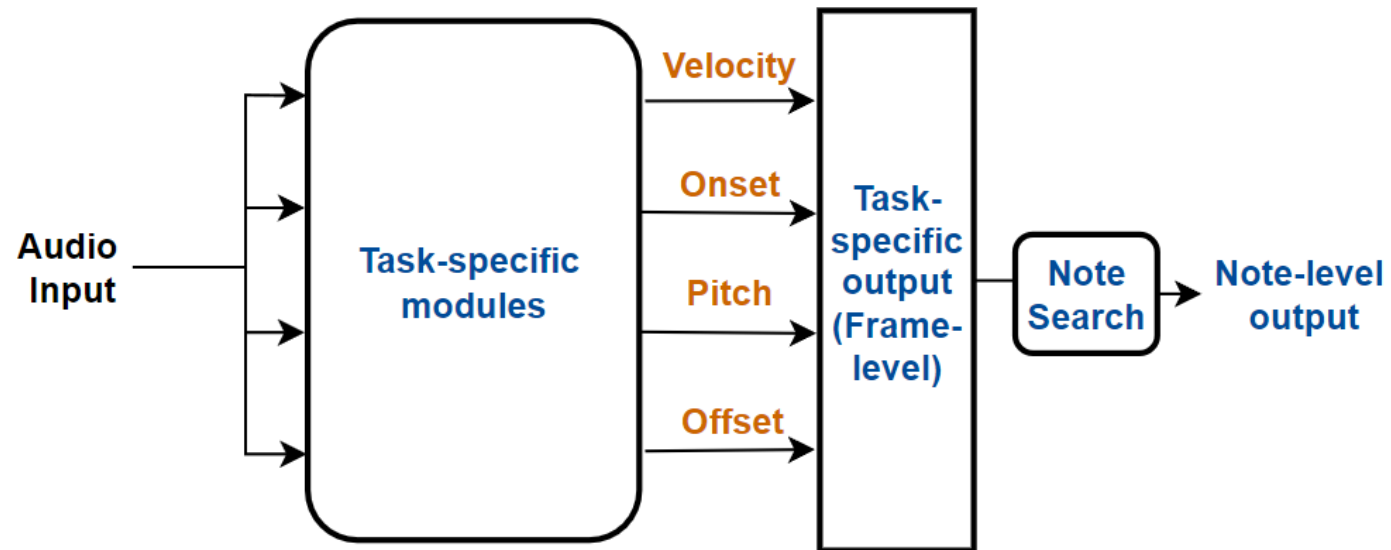 Audio
Input
Task-specific
modules
Velocity
Onset
Pitch
Offset
Task-
specific
output
(Frame-
level)
Note
Search
Note-level
output